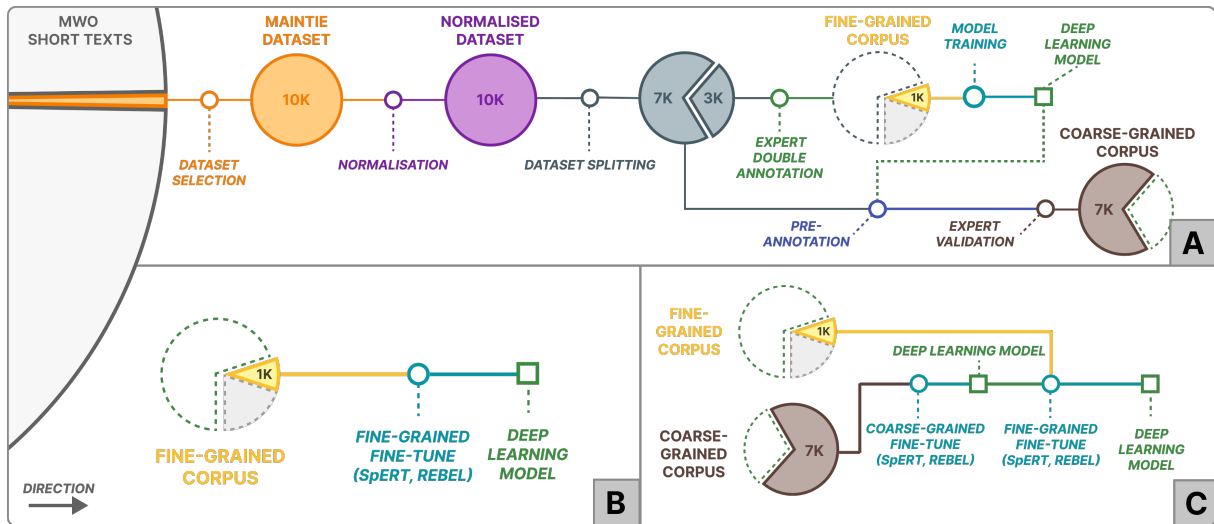 MWO
SHORT TEXTS
MAINTIE
DATASET
10K
DATASET
SELECTION
NORMALISED
DATASET
10K
NORMALISATION
7K
3K
DATASET SPLITTING
EXPERT
DOUBLE
ANNOTATION
FINE-GRAINED
CORPUS
1K
MODEL
TRAINING
DEEP
LEARNING
MODEL
COARSE-GRAINED
CORPUS
7K
PRE-
ANNOTATION
EXPERT
VALIDATION
A
1K
FINE-GRAINED
CORPUS
FINE-GRAINED
FINE-TUNE
(SpERT, REBEL)
DEEP
LEARNING
MODEL
DIRECTION
B
FINE-
GRAINED
CORPUS
1K
DEEP LEARNING MODEL
COARSE-
GRAINED
CORPUS
7K
COARSE-GRAINED
FINE-TUNE
(SpERT, REBEL)
FINE-GRAINED
FINE-TUNE
(SpERT, REBEL)
DEEP
LEARNING
MODEL
C